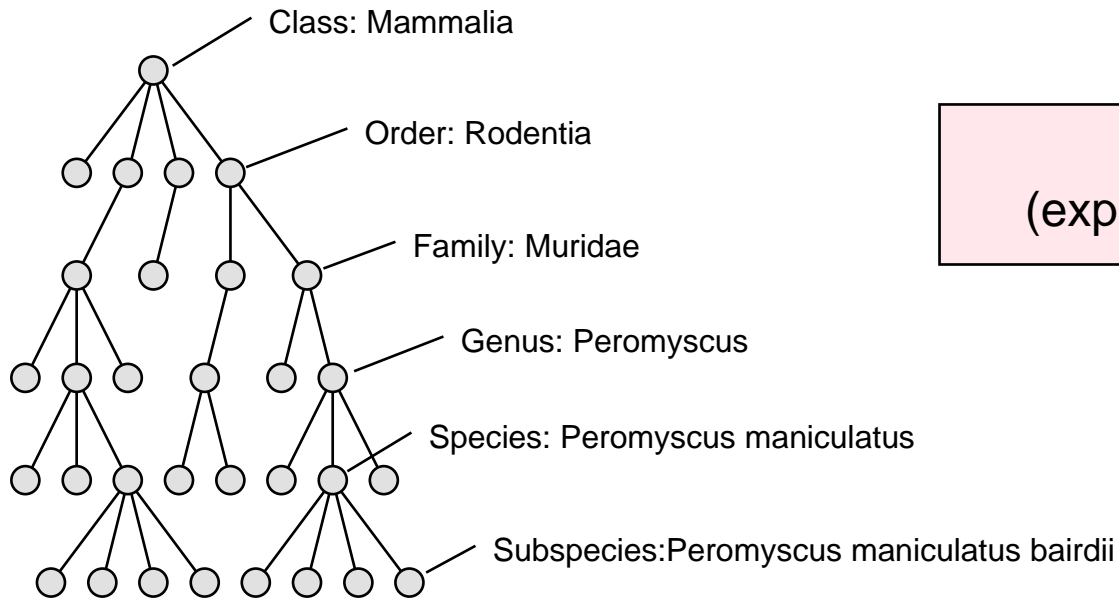 Class: Mammalia
Order: Rodentia
(exp
Family: Muridae
Genus: Peromyscus
Species: Peromyscus maniculatus
Subspecies:Peromyscus maniculatus bairdii